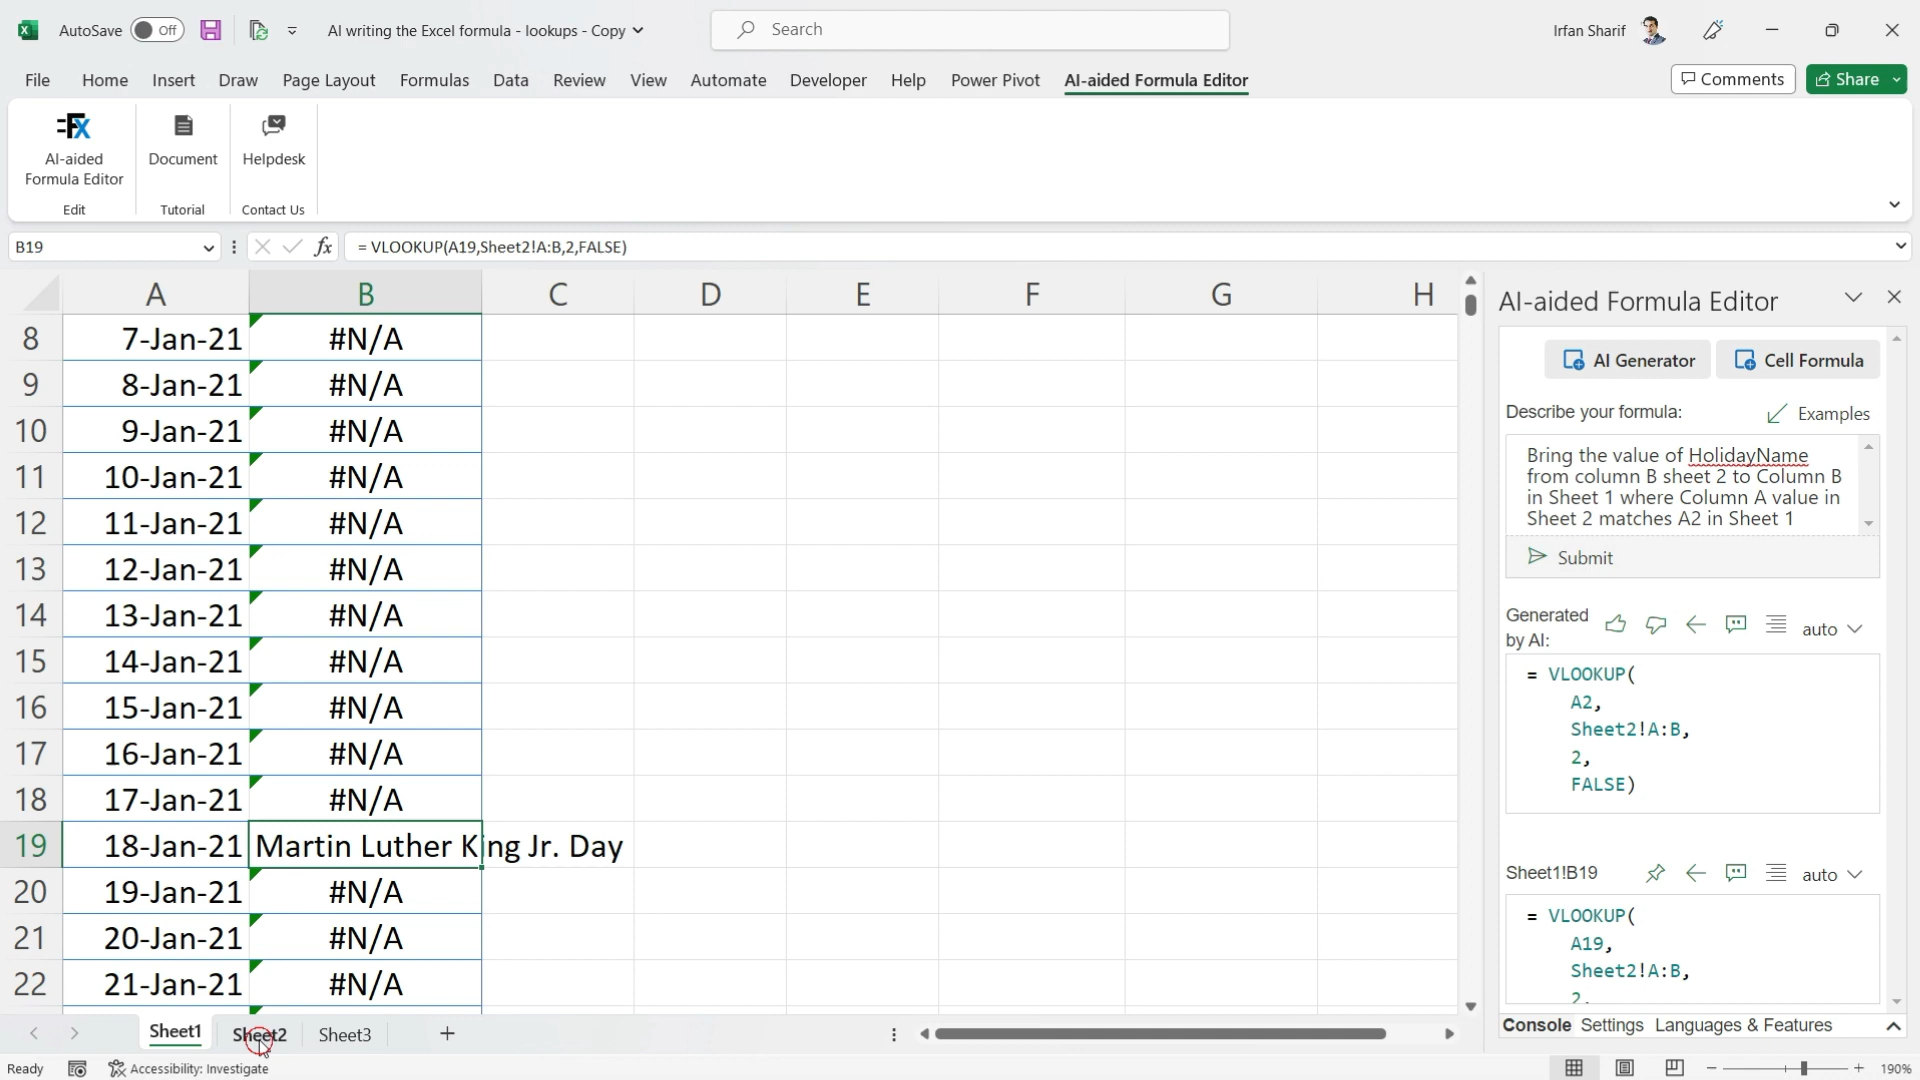 AutoSave Off AI writing the Excel formula - lookups - Copy Search Irfan Sharif
File Home Insert Draw Page Layout Formulas Data Review View Automate Developer Help Power Pivot AI-aided Formula Editor Comments Share
AI-aided Formula Editor
Document
Helpdesk
Edit Tutorial Contact Us
B19 fx = VLOOKUP(A19,Sheet2!A:B,2,FALSE)
A B C D E F G H
8 7-Jan-21 #N/A
9 8-Jan-21 #N/A
10 9-Jan-21 #N/A
11 10-Jan-21 #N/A
12 11-Jan-21 #N/A
13 12-Jan-21 #N/A
14 13-Jan-21 #N/A
15 14-Jan-21 #N/A
16 15-Jan-21 #N/A
17 16-Jan-21 #N/A
18 17-Jan-21 #N/A
19 18-Jan-21 Martin Luther King Jr. Day
20 19-Jan-21 #N/A
21 20-Jan-21 #N/A
22 21-Jan-21 #N/A
AI-aided Formula Editor
AI Generator Cell Formula
Describe your formula: Examples
Bring the value of HolidayName
from column B sheet 2 to Column B
in Sheet 1 where Column A value in
Sheet 2 matches A2 in Sheet 1
Submit
Generated
by AI: auto
= VLOOKUP(
A2,
Sheet2!A:B,
2,
FALSE)
Sheet1!B19 auto
= VLOOKUP(
A19,
Sheet2!A:B,
2,
Console Settings Languages & Features
Sheet1 Sheet2 Sheet3
Ready Accessibility: Investigate 190%